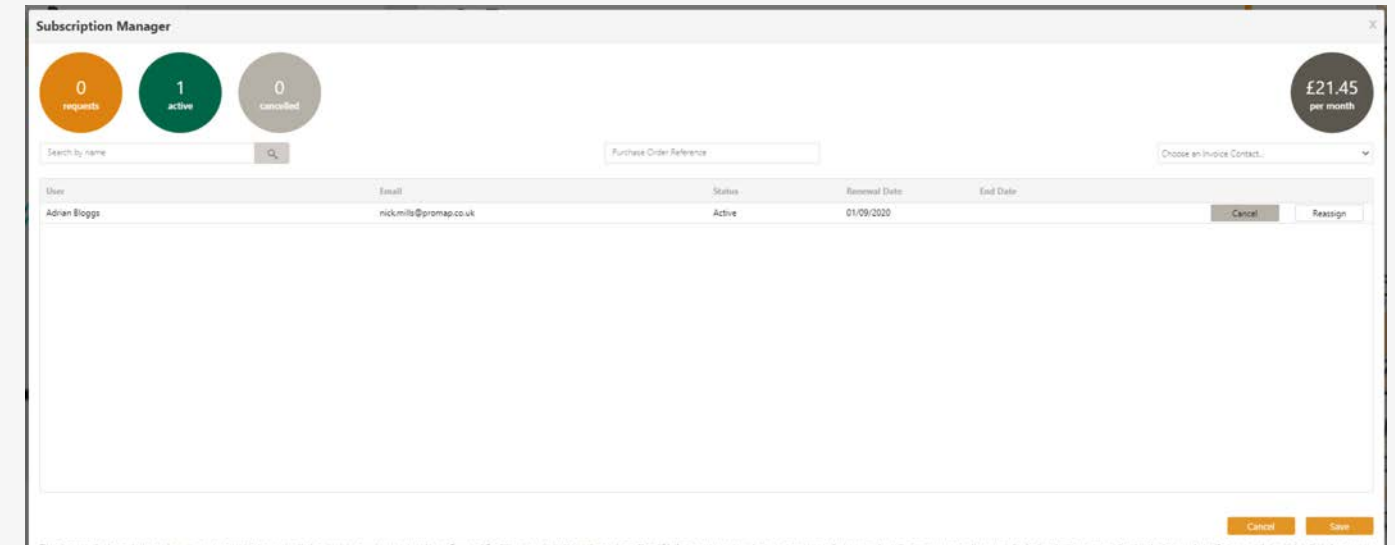 Subscription Manager
X
0
requests
1
active
0
cancelled
£21.45
per month
Search by name
Purchase Order Reference
Choose an Invoice Contact...
User Email Status Renewal Date End Date
Adrian Bloggs nick.mills@promap.co.uk Active 01/09/2020 Cancel Reassign
Cancel Save